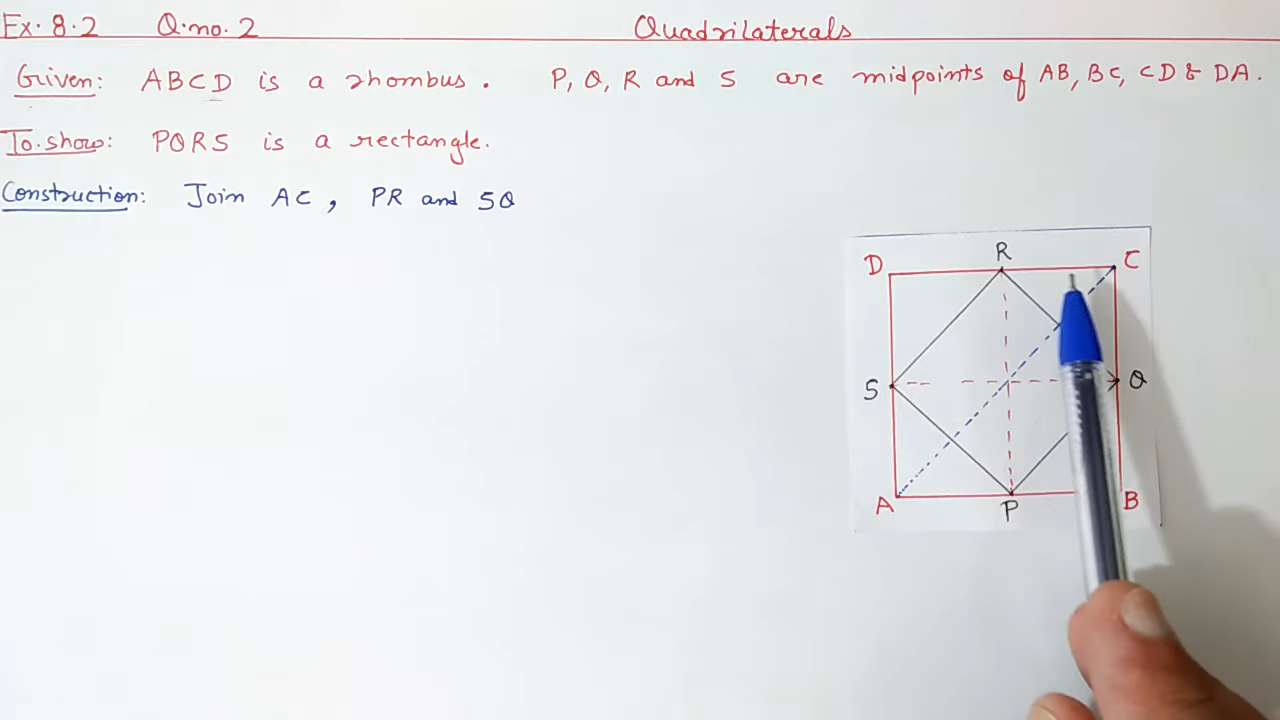 Ex. 8.2 Q.no. 2 Quadrilaterals
Given: ABCD is a rhombus. P, Q, R and S are midpoints of AB, BC, CD & DA.
To show: PQRS is a rectangle.
Construction: Join AC, PR and SQ
D R C
S Q
A P B